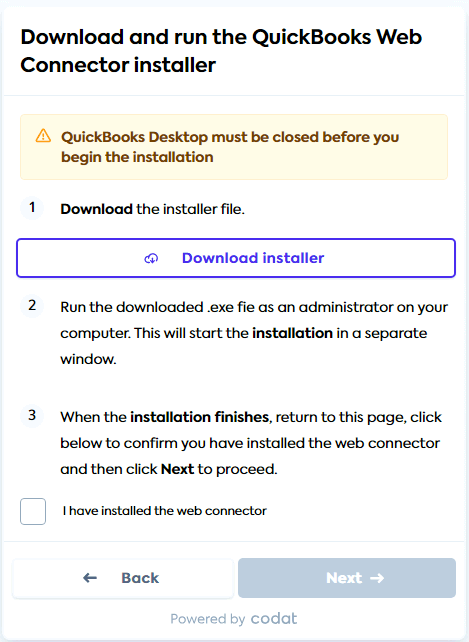 Download and run the QuickBooks Web
Connector installer
QuickBooks Desktop must be closed before you
begin the installation
1 Download the installer file.
Download installer
2 Run the downloaded .exe fie as an administrator on your
computer. This will start the installation in a separate
window.
3 When the installation finishes, return to this page, click
below to confirm you have installed the web connector
and then click Next to proceed.
I have installed the web connector
← Back
Next →
Powered by codat